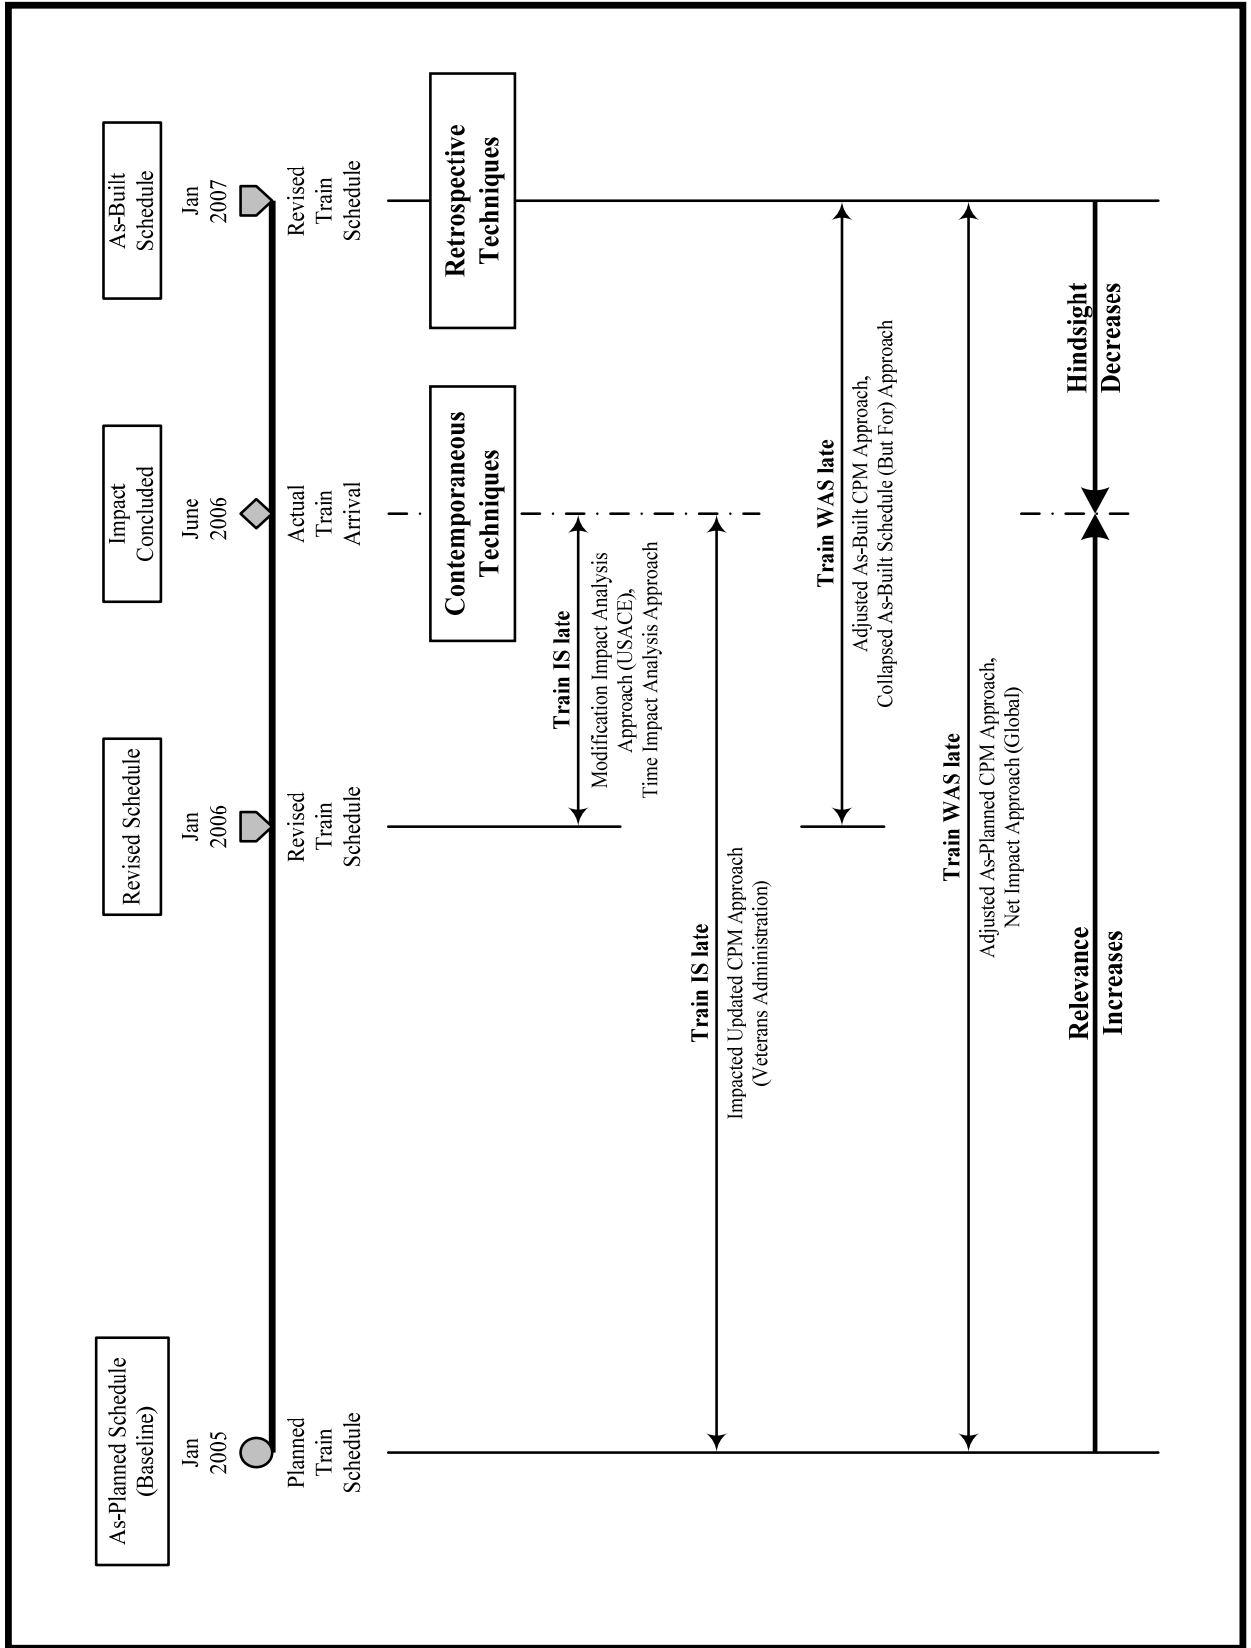 As-Planned Schedule
(Baseline)
Revised Schedule
Impact
Concluded
As-Built
Schedule
Jan
2005
Jan
2006
June
2006
Jan
2007
Planned
Train
Schedule
Revised
Train
Schedule
Actual
Train
Arrival
Revised
Train
Schedule
Contemporaneous
Techniques
Retrospective
Techniques
Train IS late
Modification Impact Analysis
Approach (USACE),
Time Impact Analysis Approach
Train IS late
Impacted Updated CPM Approach
(Veterans Administration)
Train WAS late
Adjusted As-Built CPM Approach,
Collapsed As-Built Schedule (But For) Approach
Train WAS late
Adjusted As-Planned CPM Approach,
Net Impact Approach (Global)
Relevance
Increases
Hindsight
Decreases